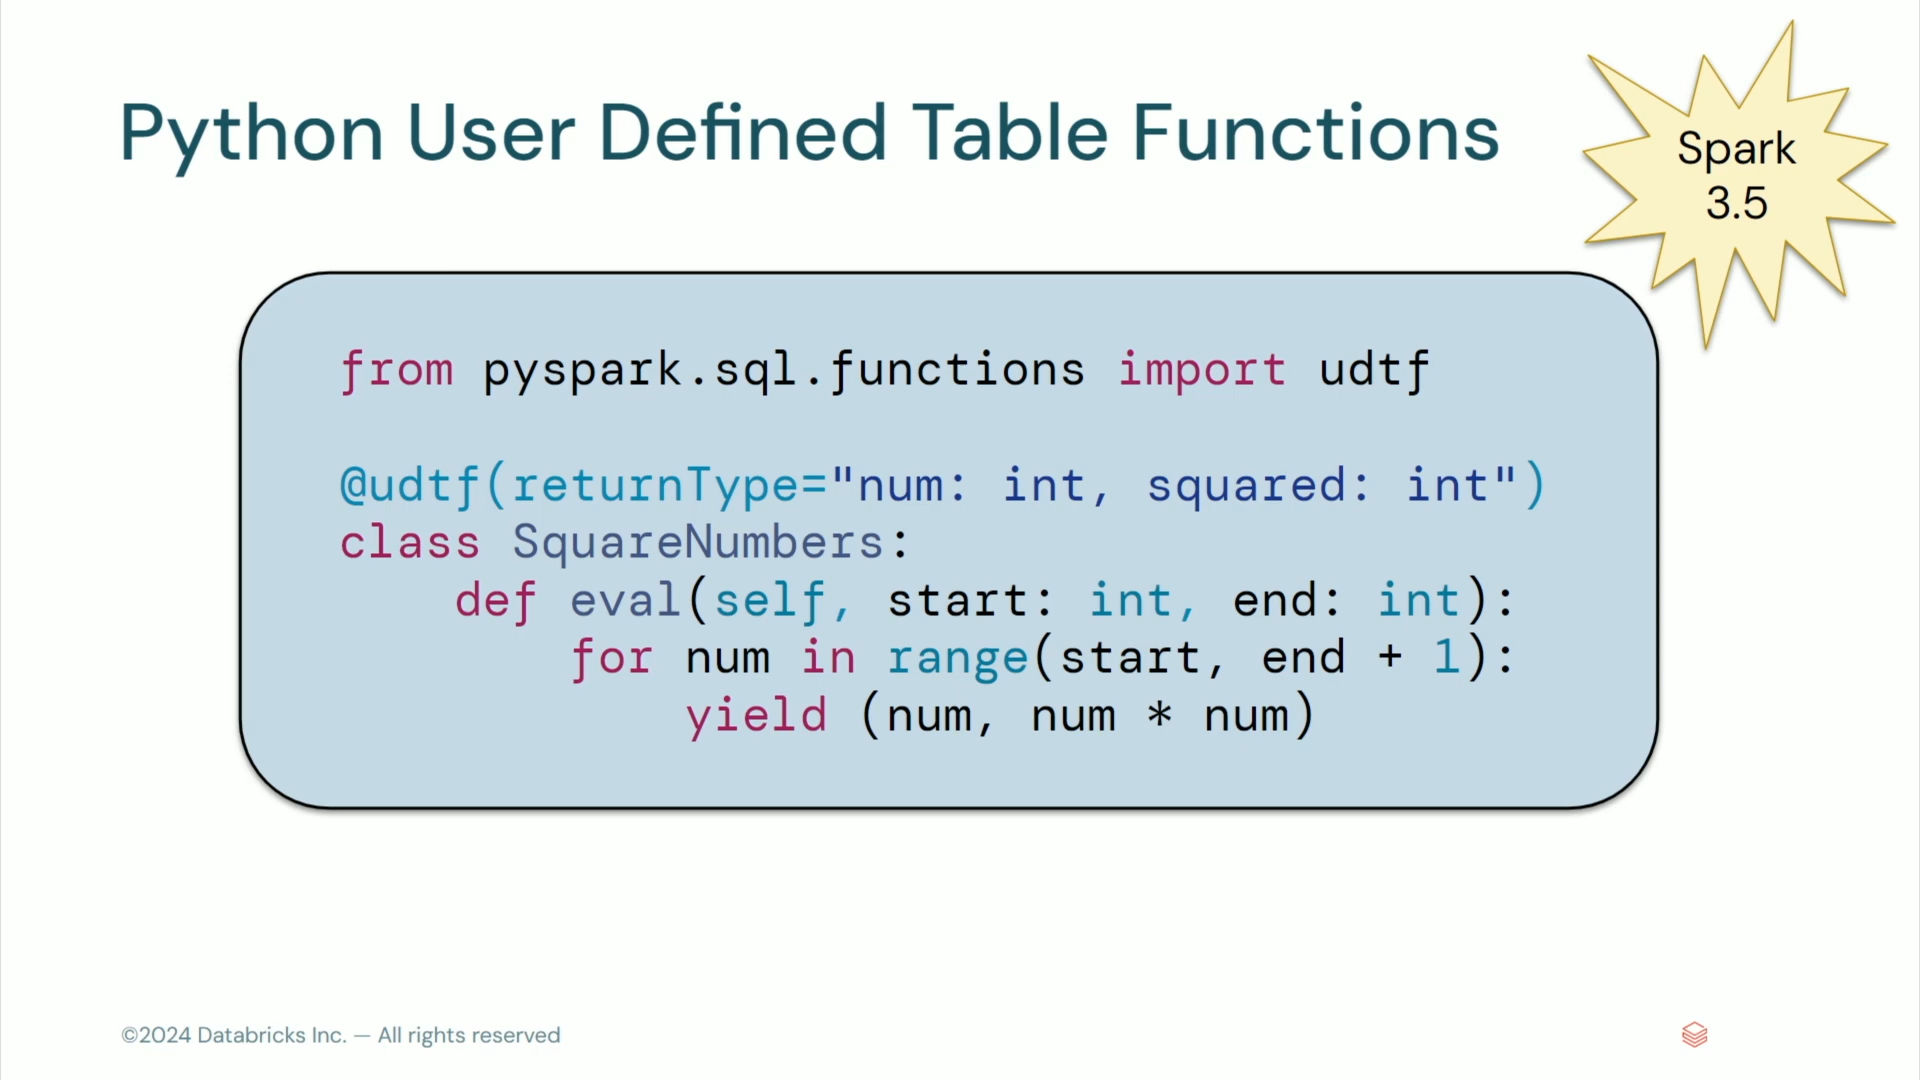 Python User Defined Table Functions
Spark
3.5
from pyspark.sql.functions import udtf
@udtf(returnType="num: int, squared: int")
class SquareNumbers:
    def eval(self, start: int, end: int):
        for num in range(start, end + 1):
            yield (num, num * num)
©2024 Databricks Inc. — All rights reserved